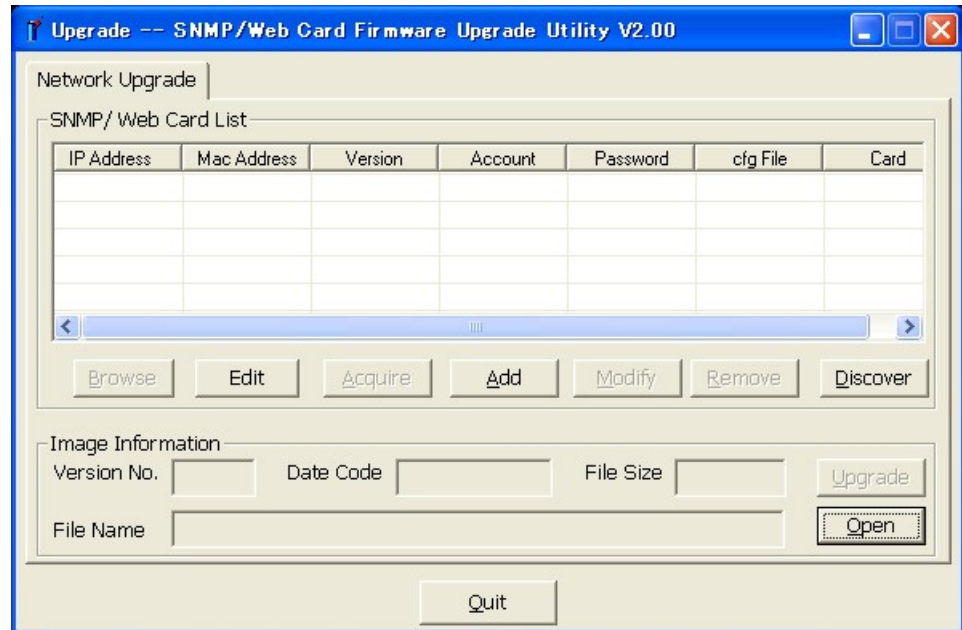 Upgrade -- SNMP/Web Card Firmware Upgrade Utility V2.00
Network Upgrade
SNMP/ Web Card List
IP Address Mac Address Version Account Password cfg File Card
Browse Edit Acquire Add Modify Remove Discover
Image Information
Version No. Date Code File Size Upgrade
File Name Open
Quit